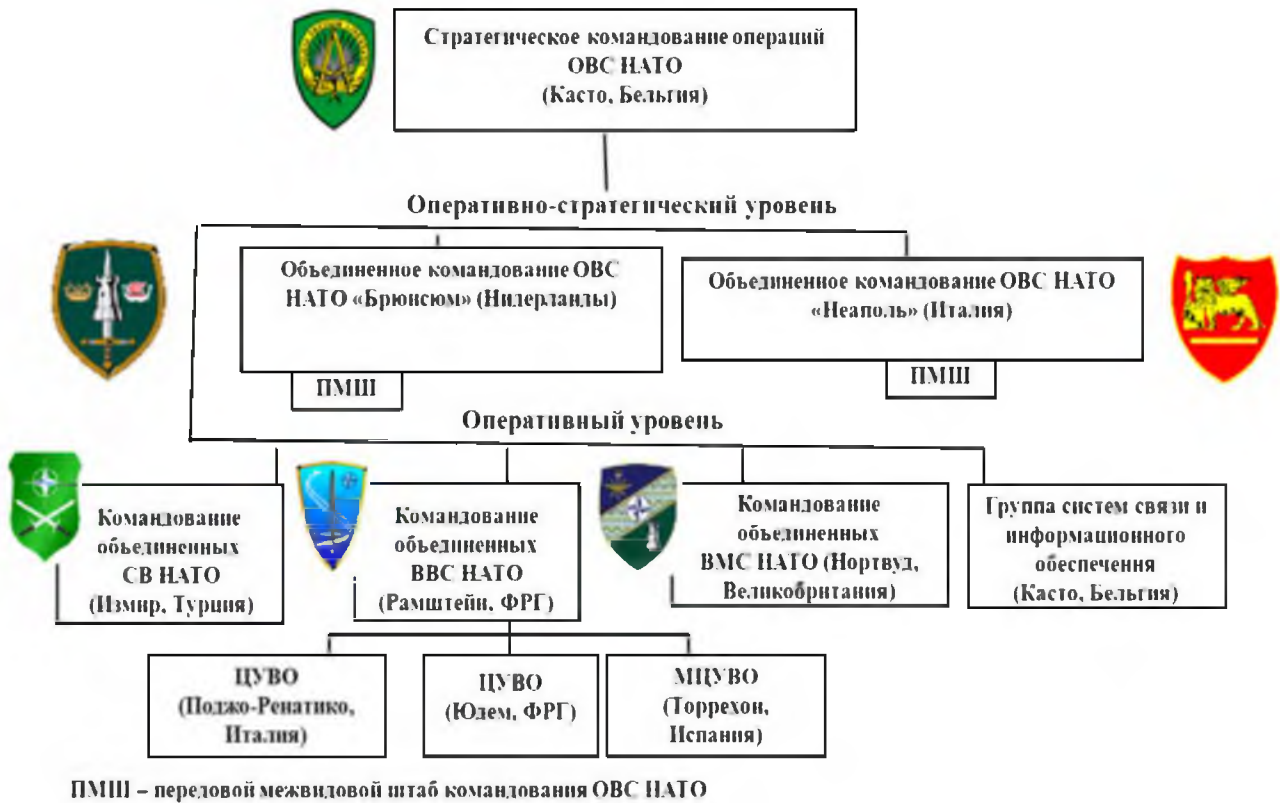 Стратегическое командование операций
ОВС НАТО
(Касто, Бельгия)
Оперативно-стратегический уровень
Объединенное командование ОВС
НАТО «Брюнсюм» (Нидерланды)
ПМШ
Объединенное командование ОВС НАТО
«Неаполь» (Италия)
ПМШ
Оперативный уровень
Командование
объединенных
СВ НАТО
(Измир, Турция)
Командование
объединенных
ВВС НАТО
(Рамштейн, ФРГ)
Командование
объединенных
ВМС НАТО (Нортвуд,
Великобритания)
Группа систем связи и
информационного
обеспечения
(Касто, Бельгия)
ЦУВО
(Поджо-Ренатико,
Италия)
ЦУВО
(Юдем, ФРГ)
МЦУВО
(Торрехон,
Испания)
ПМШ – передовой межвидовой штаб командования ОВС НАТО